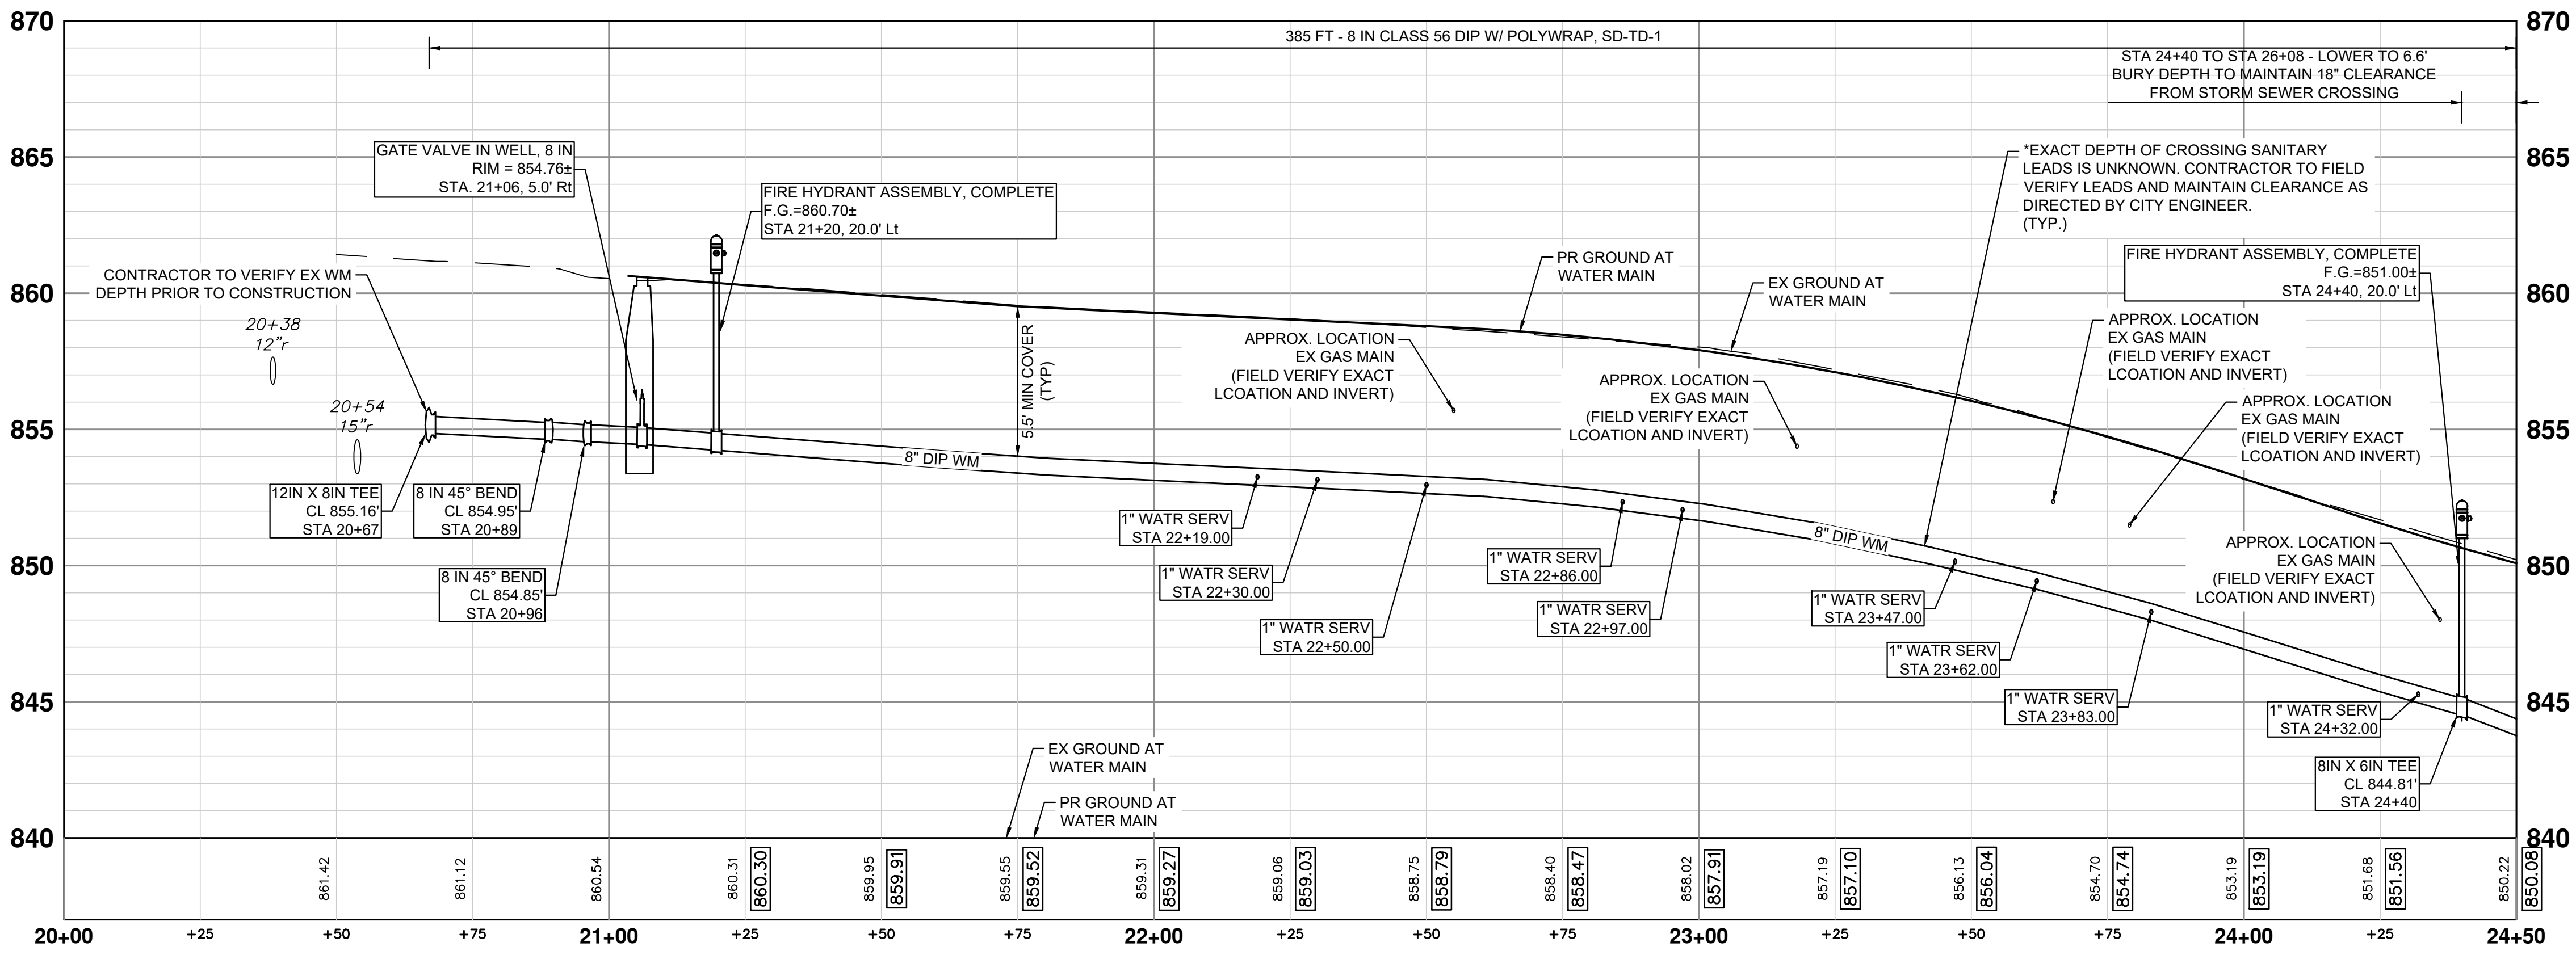 870
870
385 FT - 8 IN CLASS 56 DIP W/ POLYWRAP, SD-TD-1
STA 24+40 TO STA 26+08 - LOWER TO 6.6'
BURY DEPTH TO MAINTAIN 18" CLEARANCE
FROM STORM SEWER CROSSING
865
865
GATE VALVE IN WELL, 8 IN
RIM = 854.76±
STA. 21+06, 5.0' Rt
FIRE HYDRANT ASSEMBLY, COMPLETE
F.G.=860.70±
STA 21+20, 20.0' Lt
*EXACT DEPTH OF CROSSING SANITARY
LEADS IS UNKNOWN. CONTRACTOR TO FIELD
VERIFY LEADS AND MAINTAIN CLEARANCE AS
DIRECTED BY CITY ENGINEER.
(TYP.)
FIRE HYDRANT ASSEMBLY, COMPLETE
F.G.=851.00±
STA 24+40, 20.0' Lt
860
860
CONTRACTOR TO VERIFY EX WM
DEPTH PRIOR TO CONSTRUCTION
PR GROUND AT
WATER MAIN
EX GROUND AT
WATER MAIN
20+38
12"r
20+54
15"r
5.5' MIN COVER
(TYP)
APPROX. LOCATION
EX GAS MAIN
(FIELD VERIFY EXACT
LCOATION AND INVERT)
APPROX. LOCATION
EX GAS MAIN
(FIELD VERIFY EXACT
LCOATION AND INVERT)
APPROX. LOCATION
EX GAS MAIN
(FIELD VERIFY EXACT
LCOATION AND INVERT)
APPROX. LOCATION
EX GAS MAIN
(FIELD VERIFY EXACT
LCOATION AND INVERT)
855
855
8" DIP WM
12IN X 8IN TEE
CL 855.16'
STA 20+67
8 IN 45° BEND
CL 854.95'
STA 20+89
8 IN 45° BEND
CL 854.85'
STA 20+96
1" WATR SERV
STA 22+19.00
1" WATR SERV
STA 22+30.00
1" WATR SERV
STA 22+50.00
1" WATR SERV
STA 22+86.00
1" WATR SERV
STA 22+97.00
8" DIP WM
1" WATR SERV
STA 23+47.00
1" WATR SERV
STA 23+62.00
1" WATR SERV
STA 23+83.00
APPROX. LOCATION
EX GAS MAIN
(FIELD VERIFY EXACT
LCOATION AND INVERT)
850
850
845
845
1" WATR SERV
STA 24+32.00
8IN X 6IN TEE
CL 844.81'
STA 24+40
EX GROUND AT
WATER MAIN
PR GROUND AT
WATER MAIN
840
840
861.42
861.12
860.54
860.31
860.30
859.95
859.91
859.55
859.52
859.31
859.27
859.06
859.03
858.75
858.79
858.40
858.47
858.02
857.91
857.19
857.10
856.13
856.04
854.70
854.74
853.19
853.19
851.68
851.56
850.22
850.08
20+00
+25
+50
+75
21+00
+25
+50
+75
22+00
+25
+50
+75
23+00
+25
+50
+75
24+00
+25
24+50